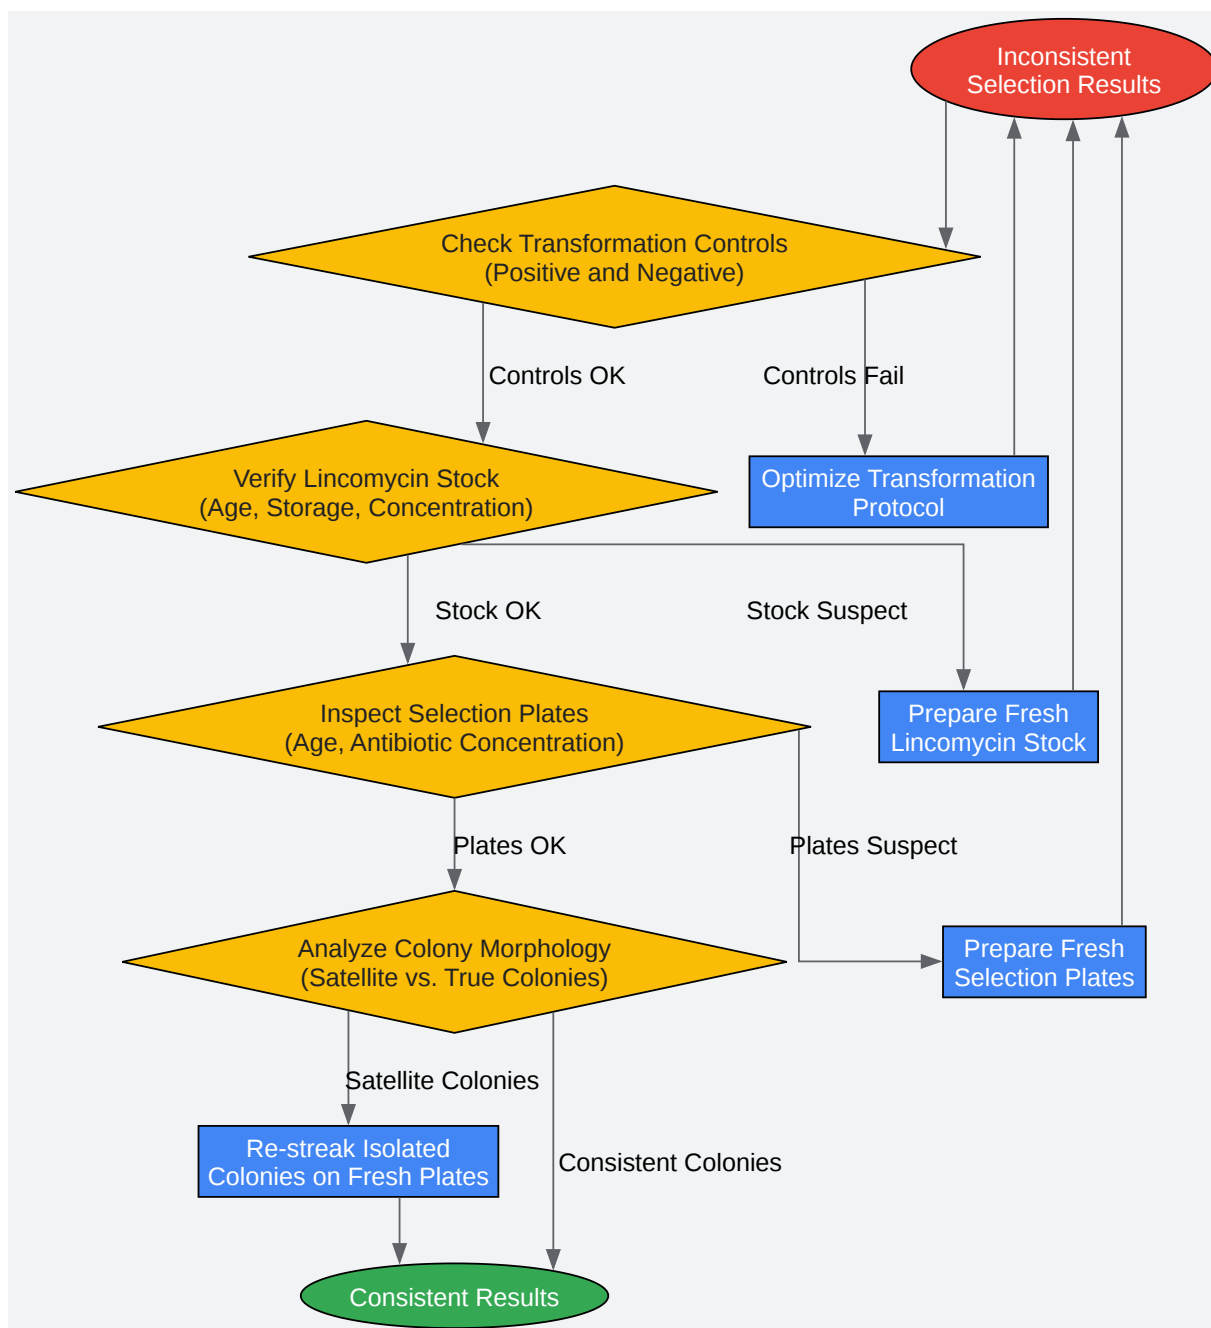 Inconsistent
Selection Results
Check Transformation Controls
(Positive and Negative)
Controls OK
Controls Fail
Verify Lincomycin Stock
(Age, Storage, Concentration)
Optimize Transformation
Protocol
Stock OK
Stock Suspect
Inspect Selection Plates
(Age, Antibiotic Concentration)
Prepare Fresh
Lincomycin Stock
Plates OK
Plates Suspect
Analyze Colony Morphology
(Satellite vs. True Colonies)
Prepare Fresh
Selection Plates
Satellite Colonies
Re-streak Isolated
Colonies on Fresh Plates
Consistent Colonies
Consistent Results